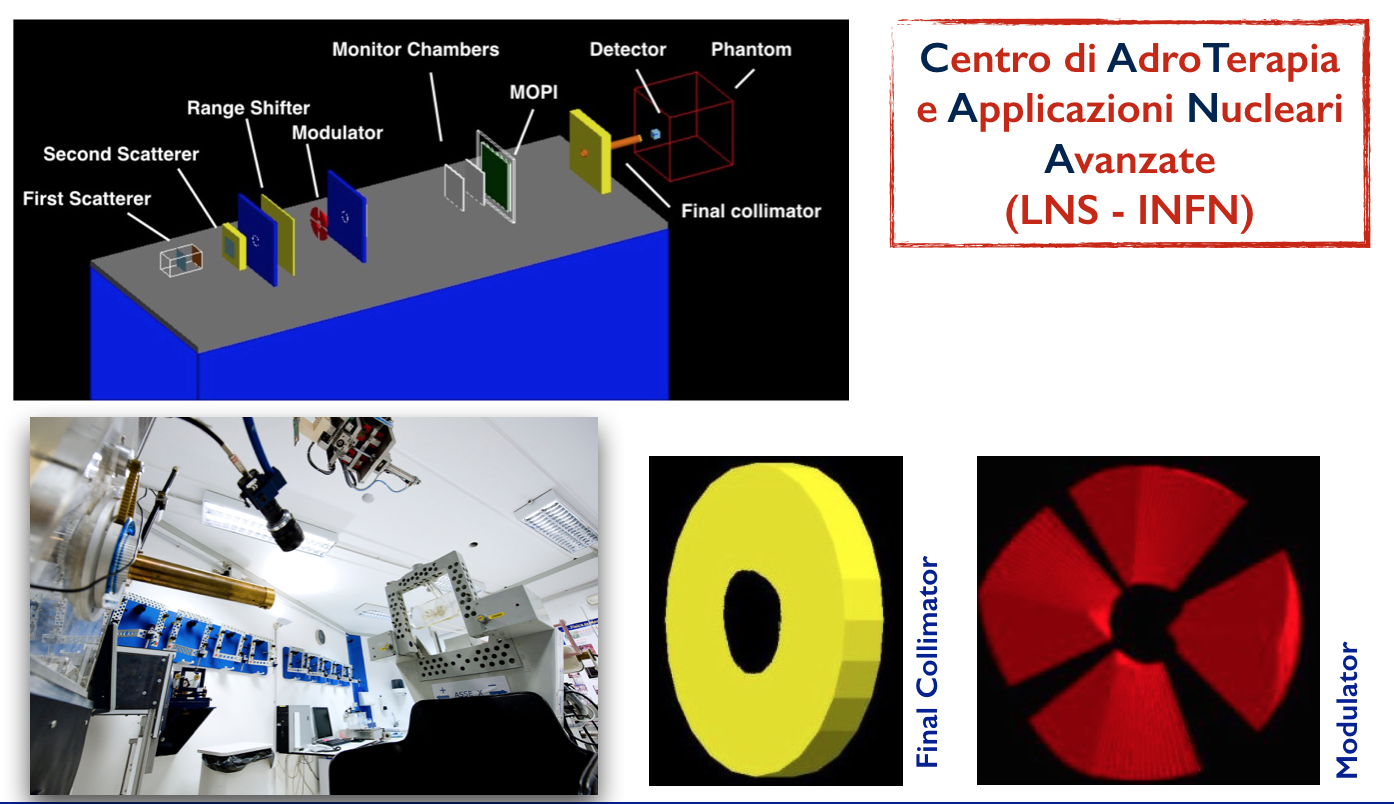 Monitor Chambers
Detector
Phantom
MOPI
Range Shifter
Modulator
Second Scatterer
First Scatterer
Final collimator
Centro di AdroTerapia
e Applicazioni Nucleari
Avanzate
(LNS - INFN)
ASSE X
Final Collimator
Modulator